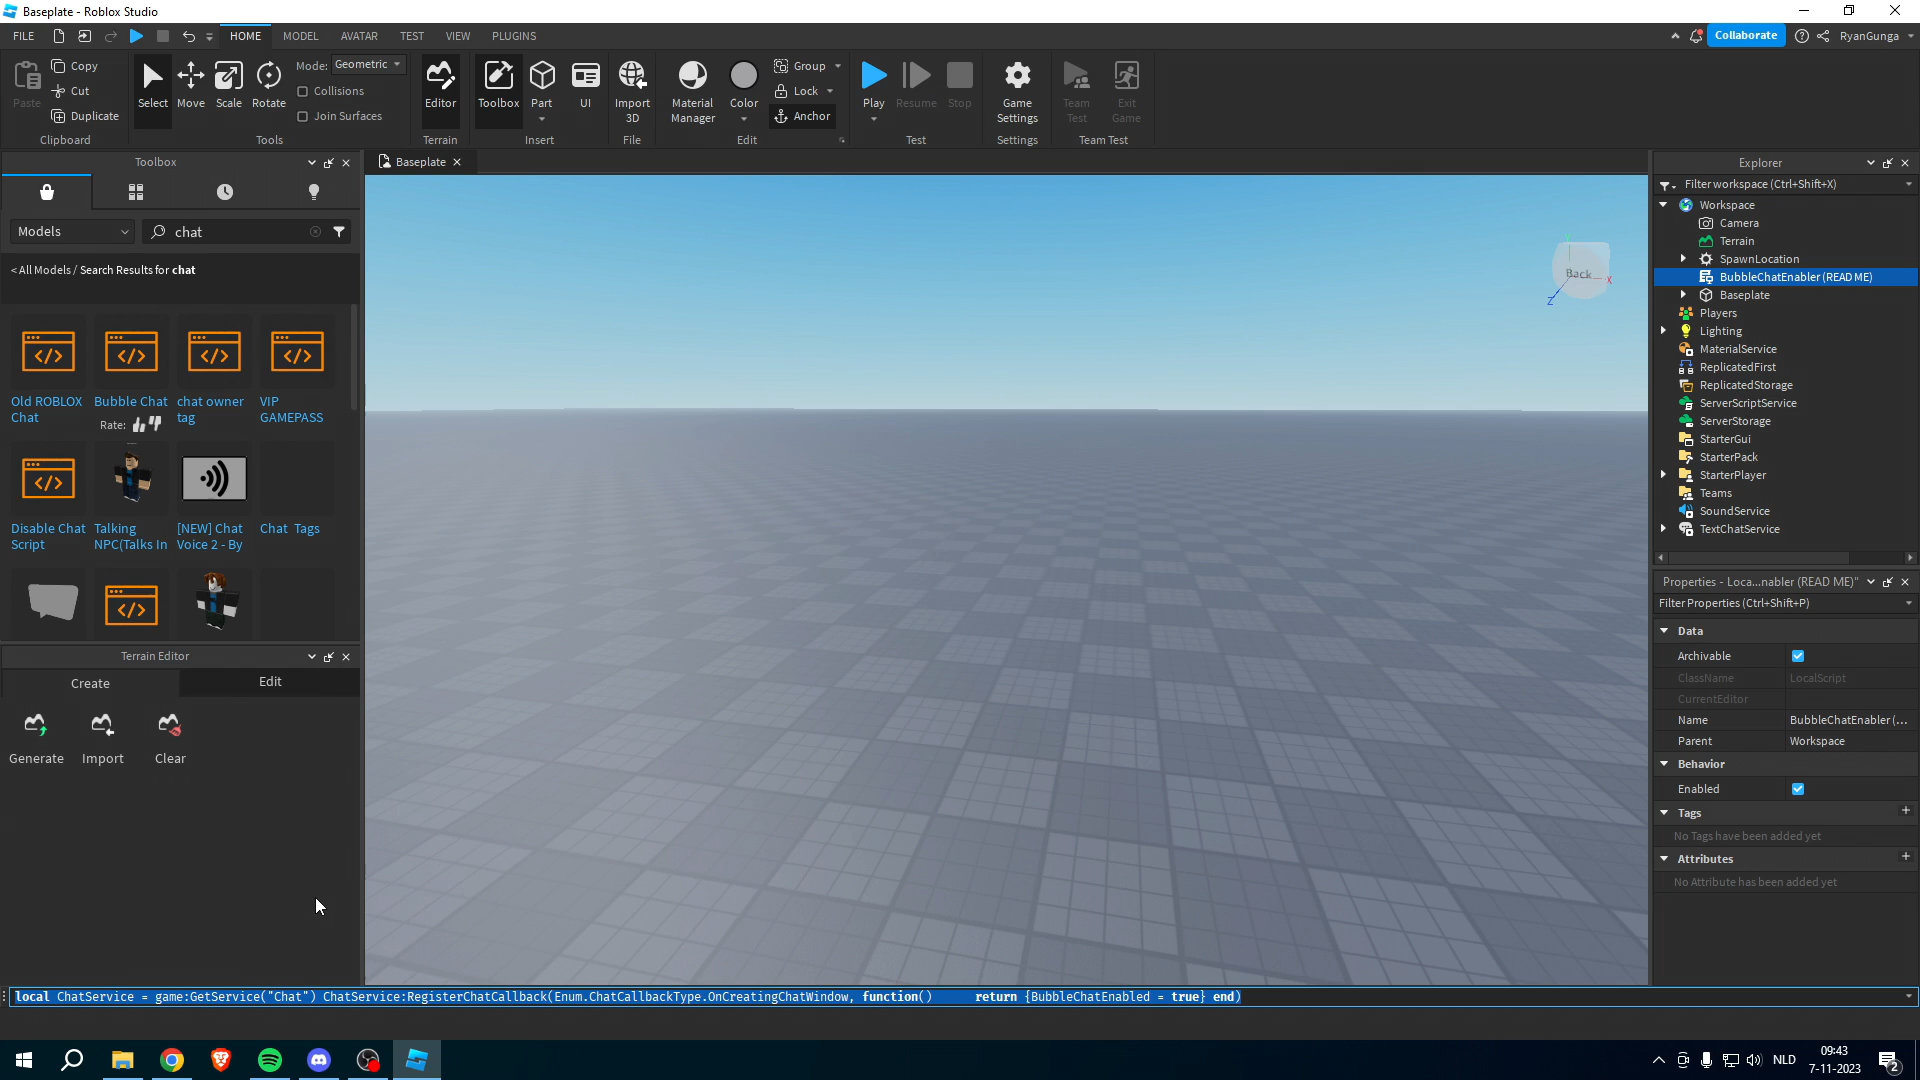 Baseplate - Roblox Studio
FILE
HOME
MODEL
AVATAR
TEST
VIEW
PLUGINS
Collaborate
RyanGunga
Paste
Copy
Cut
Duplicate
Clipboard
Select
Move
Scale
Rotate
Mode: Geometric
Collisions
Join Surfaces
Tools
Editor
Terrain
Toolbox
Part
UI
Insert
Import
3D
File
Material
Manager
Color
Group
Lock
Anchor
Edit
Play
Resume
Stop
Test
Game
Settings
Settings
Team
Test
Exit
Game
Team Test
Toolbox
Models
chat
< All Models / Search Results for chat
Old ROBLOX
Chat
Bubble Chat
Rate:
chat owner
tag
VIP
GAMEPASS
Disable Chat
Script
Talking
NPC(Talks In
[NEW] Chat
Voice 2 - By
Chat Tags
Terrain Editor
Create
Edit
Generate
Import
Clear
Baseplate
Back
X
Z
Explorer
Filter workspace (Ctrl+Shift+X)
Workspace
Camera
Terrain
SpawnLocation
BubbleChatEnabler (READ ME)
Baseplate
Players
Lighting
MaterialService
ReplicatedFirst
ReplicatedStorage
ServerScriptService
ServerStorage
StarterGui
StarterPack
StarterPlayer
Teams
SoundService
TextChatService
Properties - Loca...nabler (READ ME)"
Filter Properties (Ctrl+Shift+P)
Data
Archivable
ClassName LocalScript
CurrentEditor
Name BubbleChatEnabler (...
Parent Workspace
Behavior
Enabled
Tags
No Tags have been added yet
Attributes
No Attribute has been added yet
local ChatService = game:GetService("Chat") ChatService:RegisterChatCallback(Enum.ChatCallbackType.OnCreatingChatWindow, function() return {BubbleChatEnabled = true} end)
NLD
09:43
7-11-2023
2